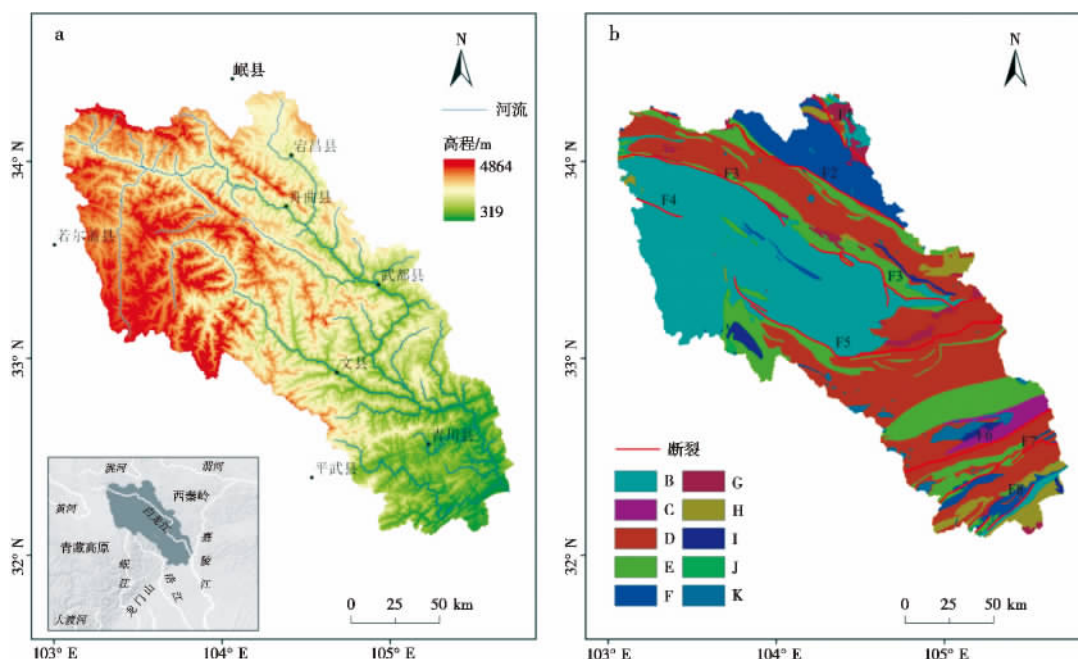 a
N
岷县
河流
高程/m
4864
319
宕昌县
舟曲县
若尔盖县
武都县
文县
青川县
平武县
34° N
33° N
32° N
洮河
渭河
西秦岭
黄河
白龙江
青藏高原
岷江
嘉陵江
龙门山
涪江
大渡河
0 25 50 km
103° E
104° E
105° E
b
N
F2
F3
F4
F3
F5
F7
F8
断裂
B
G
C
H
D
I
E
J
F
K
34° N
33° N
32° N
0 25 50 km
103° E
104° E
105° E